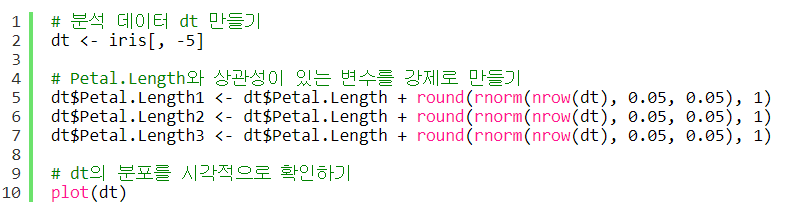 1 # 분석 데이터 dt 만들기
2 dt <- iris[, -5]
3
4 # Petal.Length와 상관성이 있는 변수를 강제로 만들기
5 dt$Petal.Length1 <- dt$Petal.Length + round(rnorm(nrow(dt), 0.05, 0.05), 1)
6 dt$Petal.Length2 <- dt$Petal.Length + round(rnorm(nrow(dt), 0.05, 0.05), 1)
7 dt$Petal.Length3 <- dt$Petal.Length + round(rnorm(nrow(dt), 0.05, 0.05), 1)
8
9 # dt의 분포를 시각적으로 확인하기
10 plot(dt)